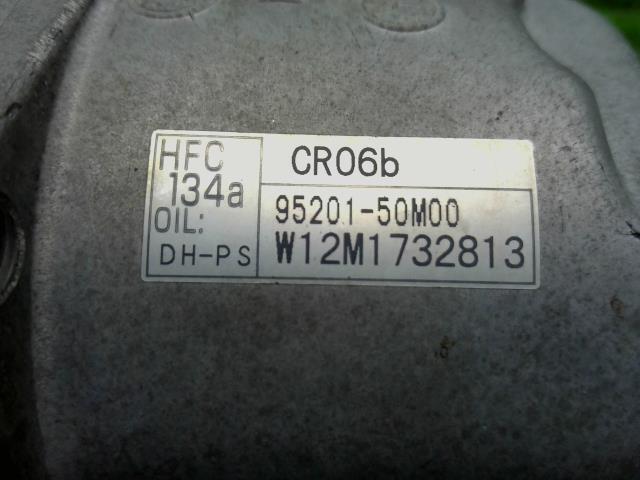 HFC
134a
OIL:
DH-PS
CR06b
95201-50M00
W12M1732813